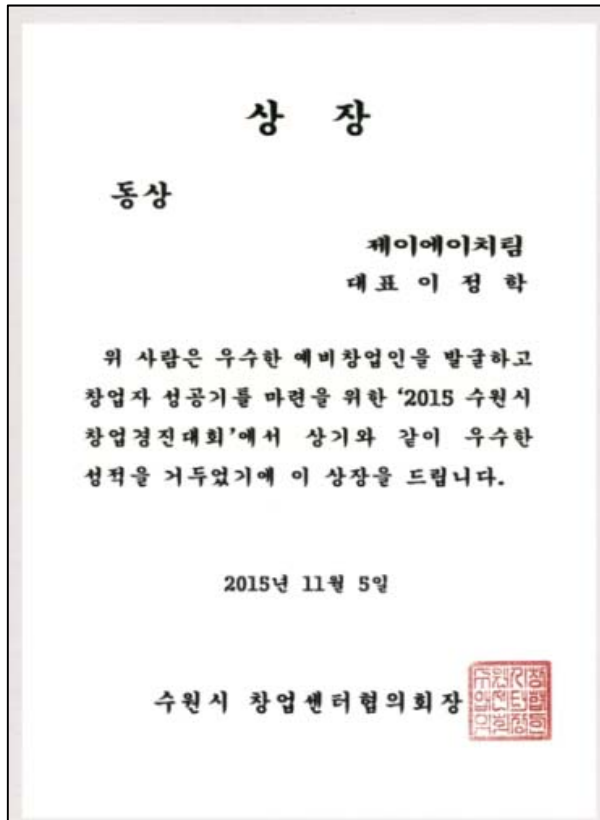 상 장
동상
제이에이치팀
대표 이 정 학
위 사람은 우수한 예비창업인을 발굴하고
창업자 성공기를 마련을 위한 ‘2015 수원시
창업경진대회’에서 상기와 같이 우수한
성적을 거두었기에 이 상장을 드립니다.
2015년 11월 5일
수원시 창업센터협의회장